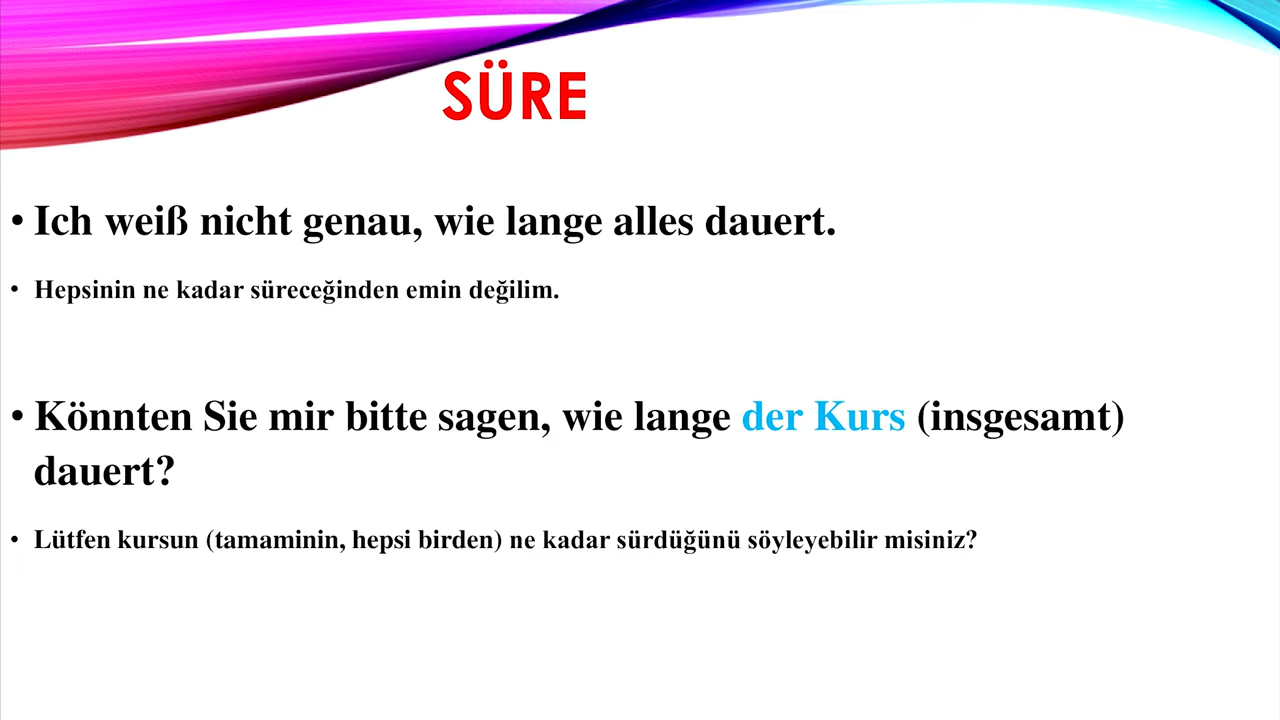 SÜRE
• Ich weiß nicht genau, wie lange alles dauert.
• Hepsinin ne kadar süreceğinden emin değilim.
• Könnten Sie mir bitte sagen, wie lange der Kurs (insgesamt)
dauert?
• Lütfen kursun (tamaminin, hepsi birden) ne kadar sürdüğünü söyleyebilir misiniz?